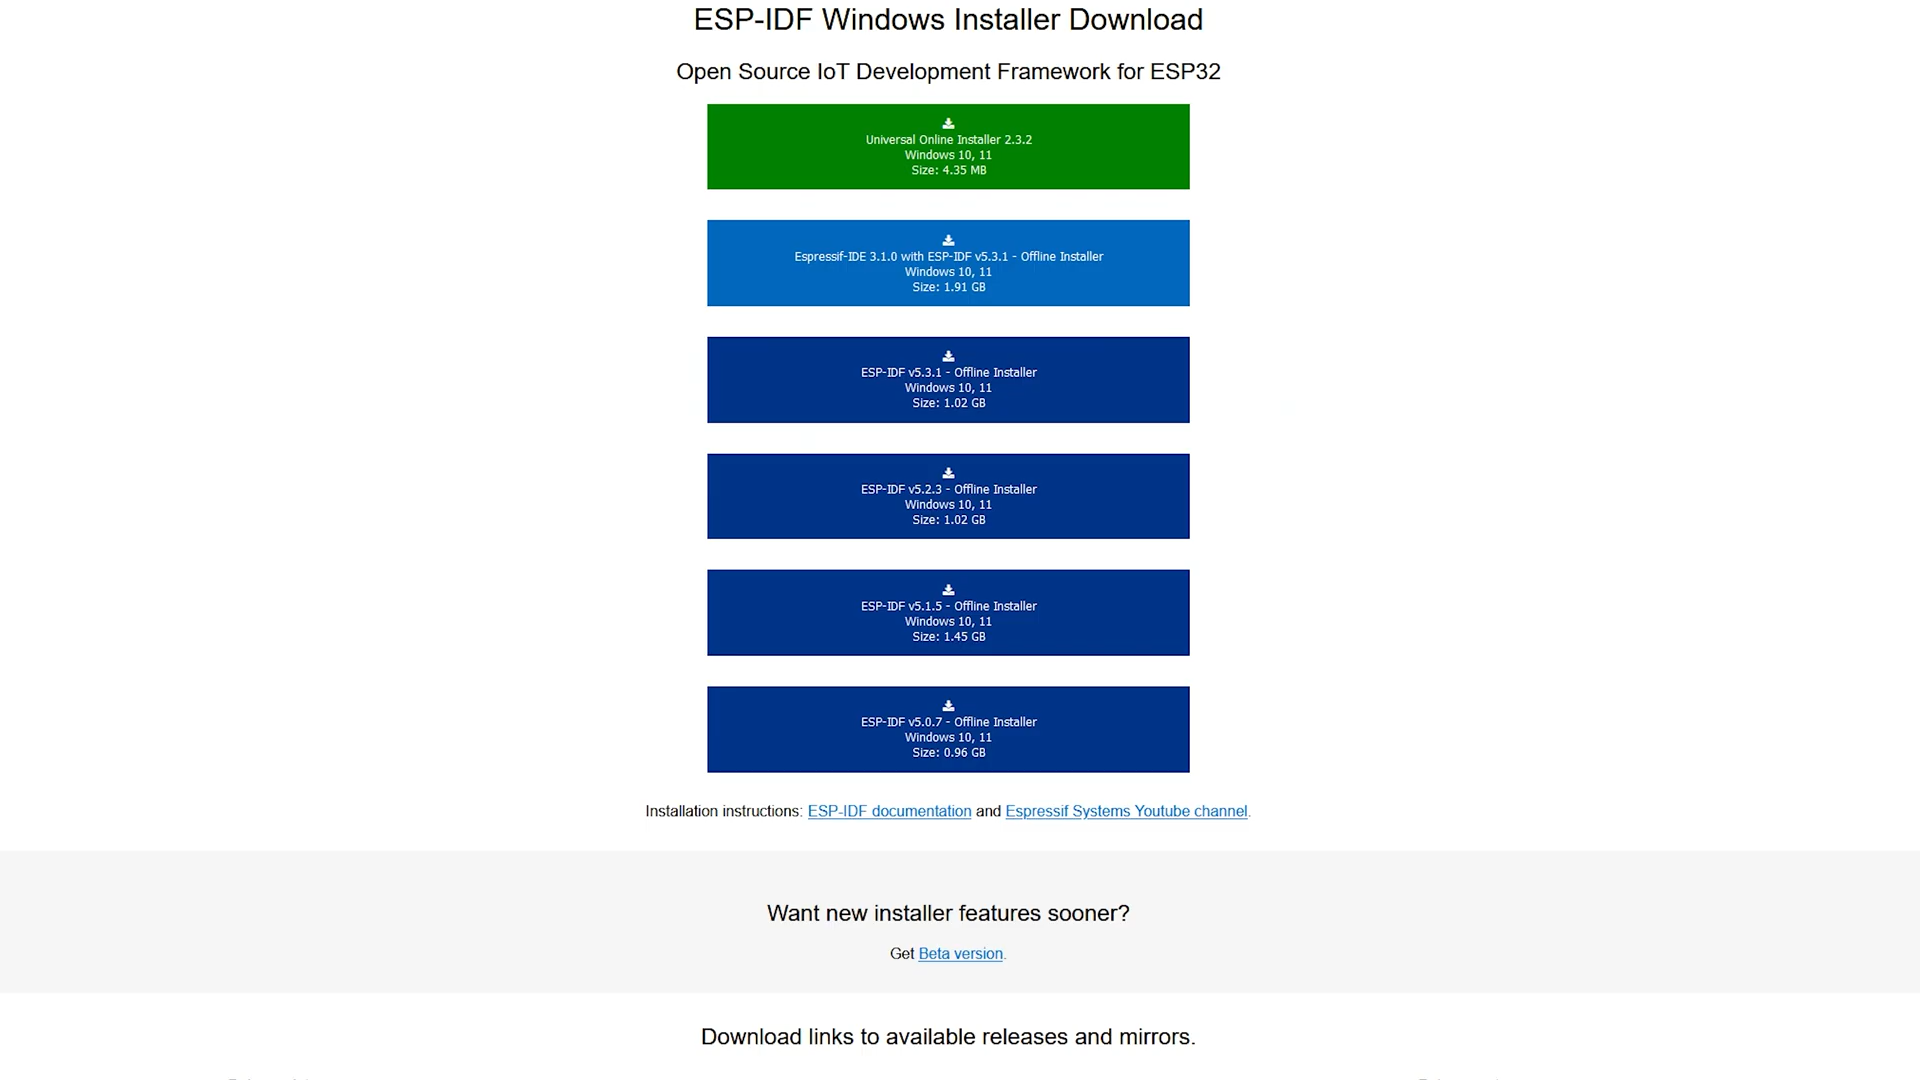 ESP-IDF Windows Installer Download
Open Source IoT Development Framework for ESP32
Universal Online Installer 2.3.2
Windows 10, 11
Size: 4.35 MB
Espressif-IDE 3.1.0 with ESP-IDF v5.3.1 - Offline Installer
Windows 10, 11
Size: 1.91 GB
ESP-IDF v5.3.1 - Offline Installer
Windows 10, 11
Size: 1.02 GB
ESP-IDF v5.2.3 - Offline Installer
Windows 10, 11
Size: 1.02 GB
ESP-IDF v5.1.5 - Offline Installer
Windows 10, 11
Size: 1.45 GB
ESP-IDF v5.0.7 - Offline Installer
Windows 10, 11
Size: 0.96 GB
Installation instructions: ESP-IDF documentation and Espressif Systems Youtube channel.
Want new installer features sooner?
Get Beta version.
Download links to available releases and mirrors.